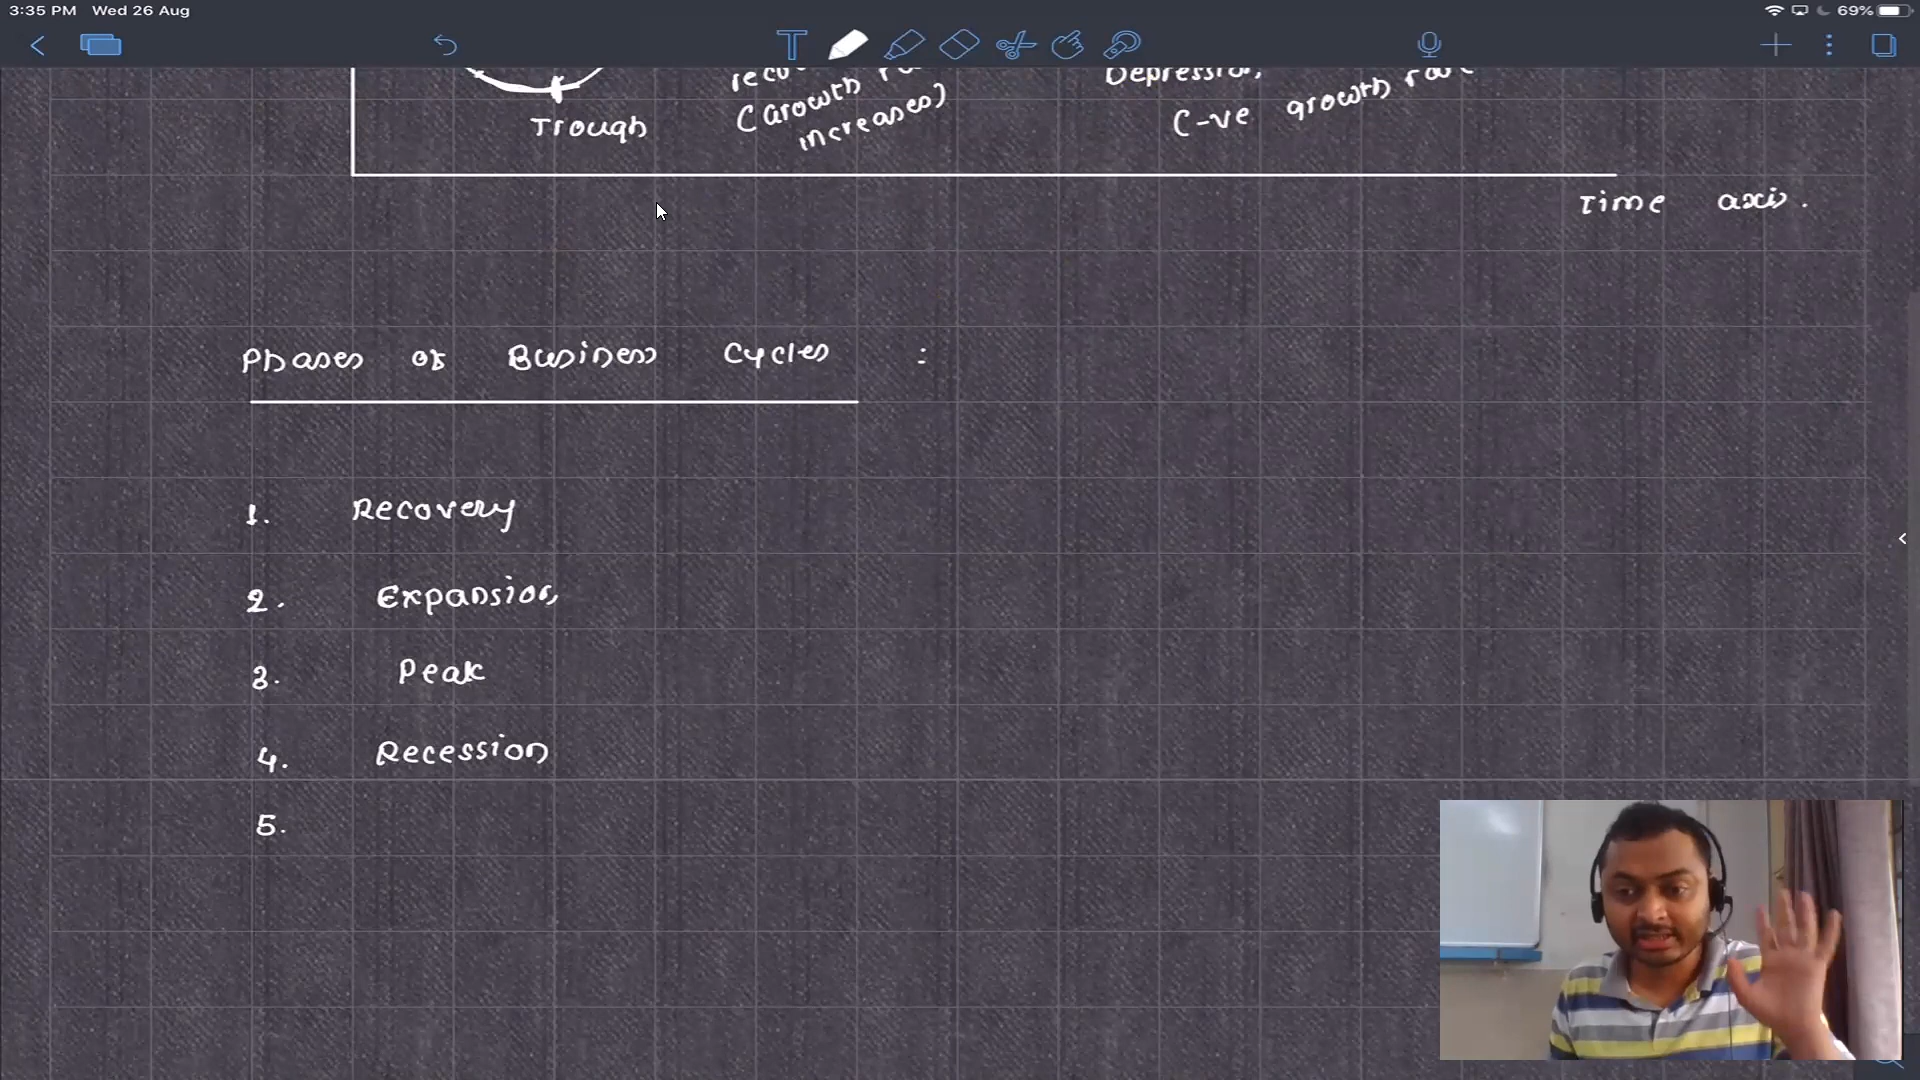 3:35 PM Wed 26 Aug
69%
Depression
(Growth
increases)
(-ve growth
Trough
Time axis.
Phases of Business Cycles :
1. Recovery
2. Expansion
3. Peak
4. Recession
5.